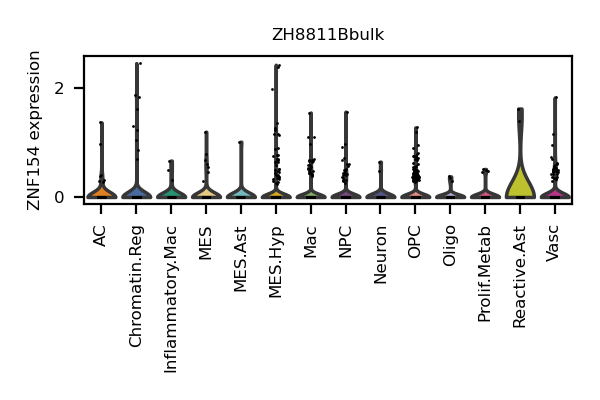 ZH8811Bbulk
ZNF154 expression
2
0
AC
Chromatin.Reg
Inflammatory.Mac
MES
MES.Ast
MES.Hyp
Mac
NPC
Neuron
OPC
Oligo
Prolif.Metab
Reactive.Ast
Vasc